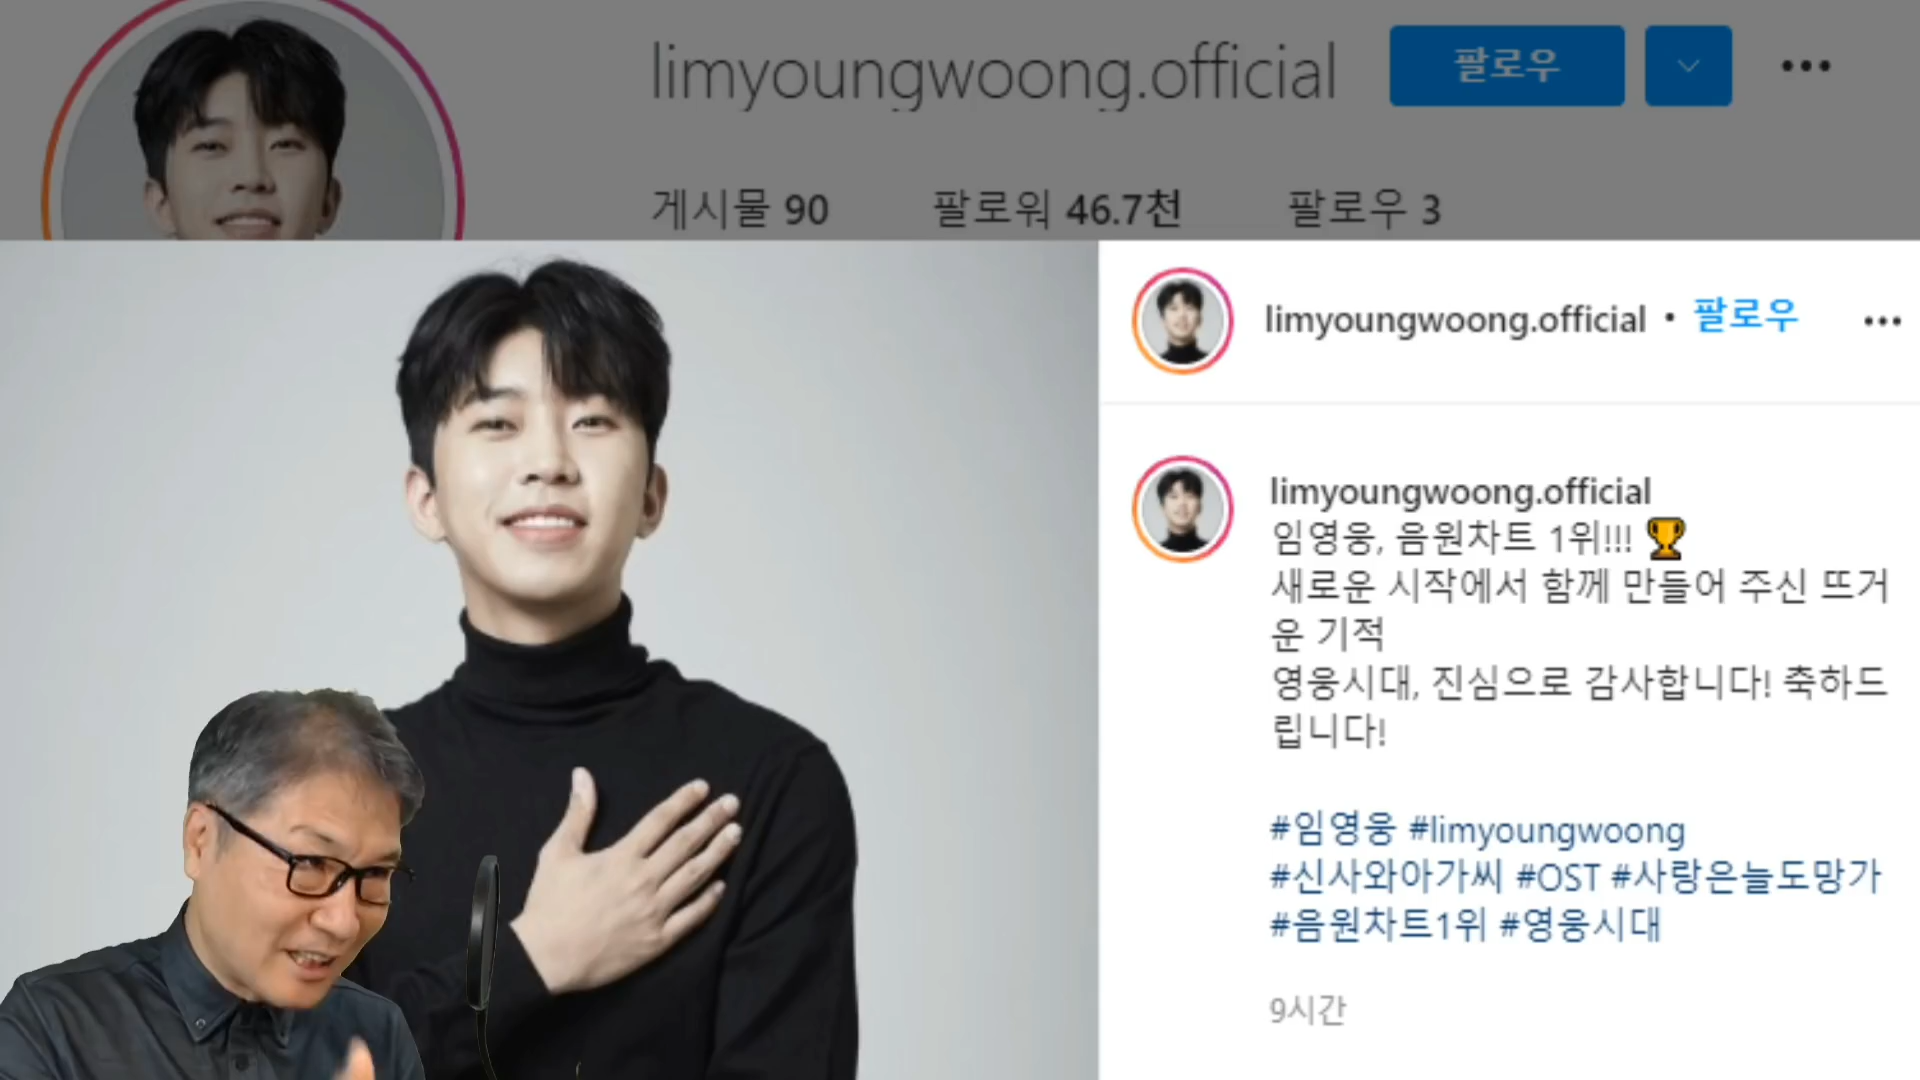 limyoungwoong.official 팔로우
게시물 90 팔로워 46.7천 팔로우 3
limyoungwoong.official • 팔로우
limyoungwoong.official
임영웅, 음원차트 1위!!! 🏆
새로운 시작에서 함께 만들어 주신 뜨거
운 기적
영웅시대, 진심으로 감사합니다! 축하드
립니다!
#임영웅 #limyoungwoong
#신사와아가씨 #OST #사랑은늘도망가
#음원차트1위 #영웅시대
9시간